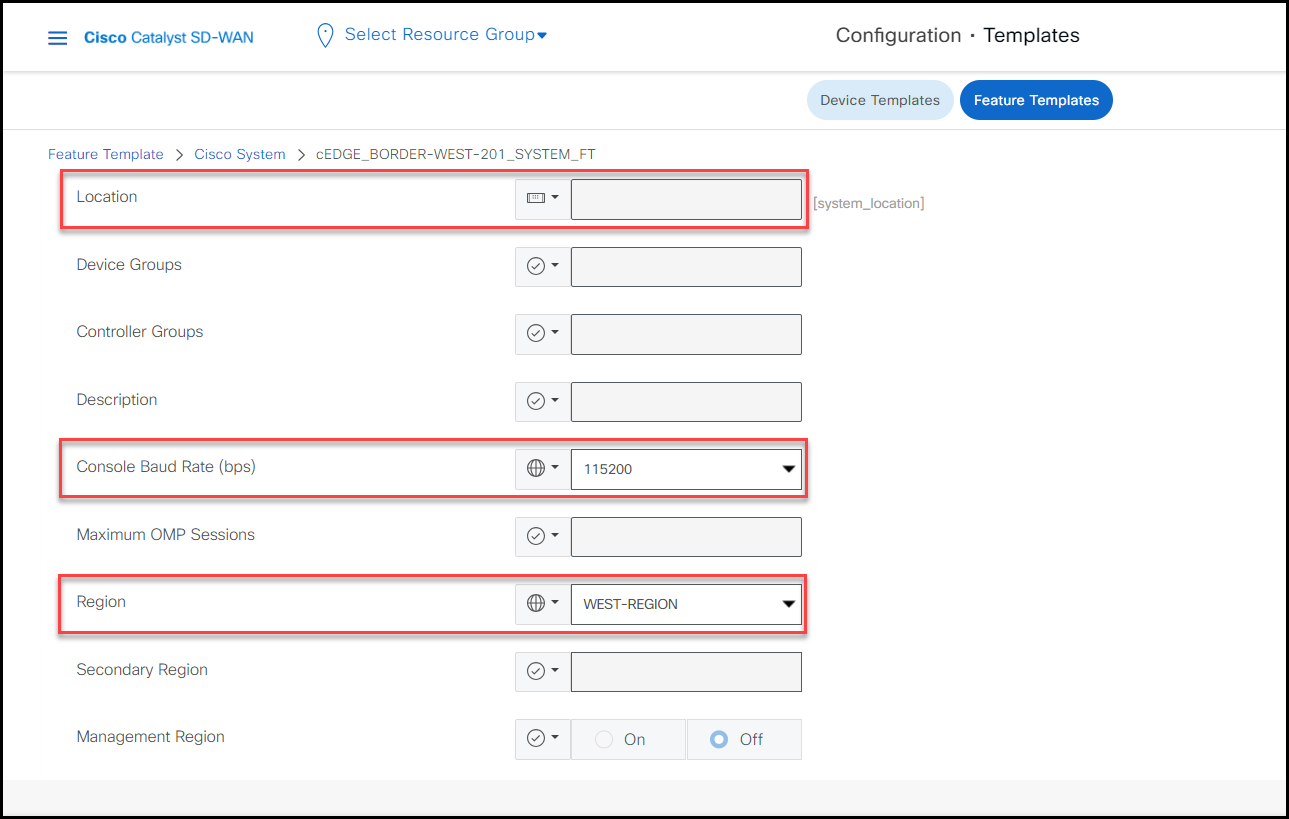 Cisco Catalyst SD-WAN Select Resource Group Configuration · Templates
Device Templates Feature Templates
Feature Template > Cisco System > cEDGE_BORDER-WEST-201_SYSTEM_FT
Location [system_location]
Device Groups
Controller Groups
Description
Console Baud Rate (bps) 115200
Maximum OMP Sessions
Region WEST-REGION
Secondary Region
Management Region On Off